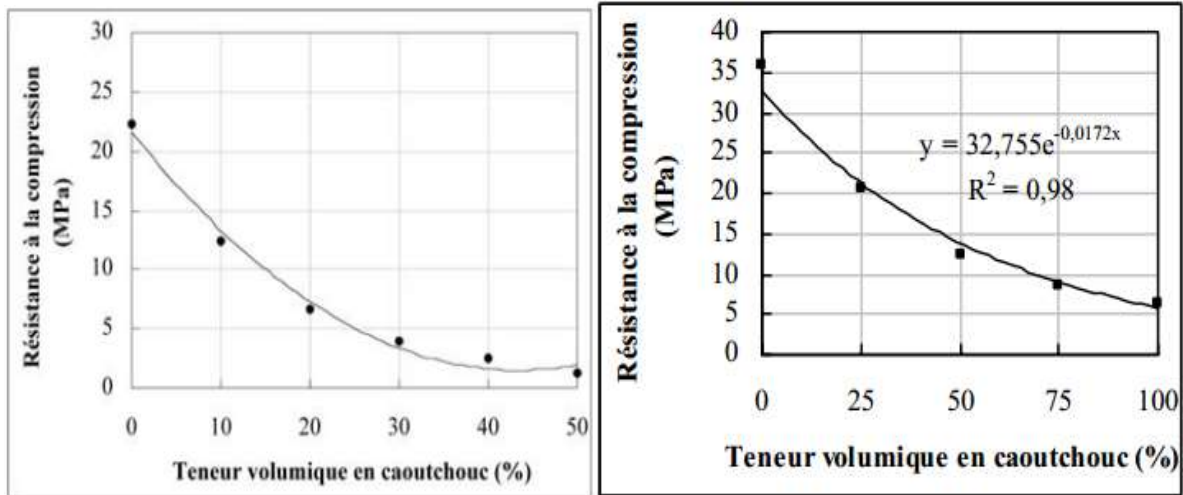 30
25
20
15
10
5
0
Résistance à la compression
(MPa)
0 10 20 30 40 50
Teneur volumique en caoutchouc (%)
40
35
30
25
20
15
10
5
0
Résistance à la compression
(MPa)
y = 32,755e-0,0172x
R2 = 0,98
0 25 50 75 100
Teneur volumique en caoutchouc (%)